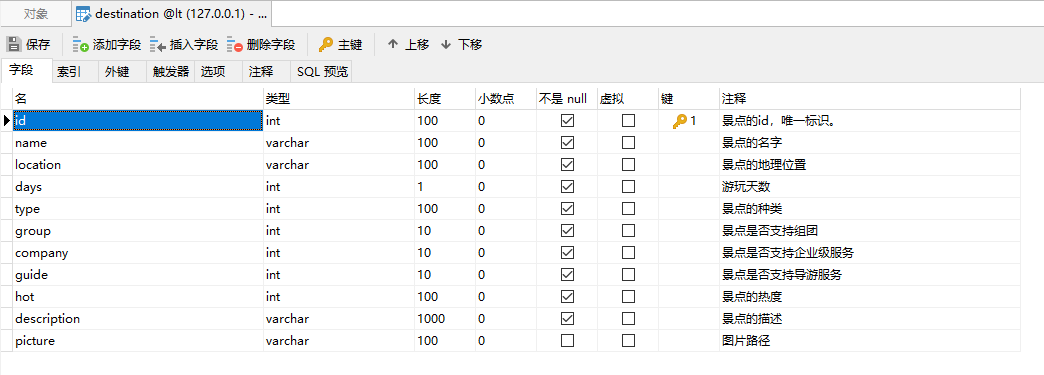 对象 destination @lt (127.0.0.1) - ...
保存 添加字段 插入字段 删除字段 主键 上移 下移
字段 索引 外键 触发器 选项 注释 SQL 预览
名 类型 长度 小数点 不是 null 虚拟 键 注释
id int 100 0 1 景点的id，唯一标识。
name varchar 100 0 景点的名字
location varchar 100 0 景点的地理位置
days int 1 0 游玩天数
type int 100 0 景点的种类
group int 10 0 景点是否支持组团
company int 10 0 景点是否支持企业级服务
guide int 10 0 景点是否支持导游服务
hot int 100 0 景点的热度
description varchar 1000 0 景点的描述
picture varchar 100 0 图片路径